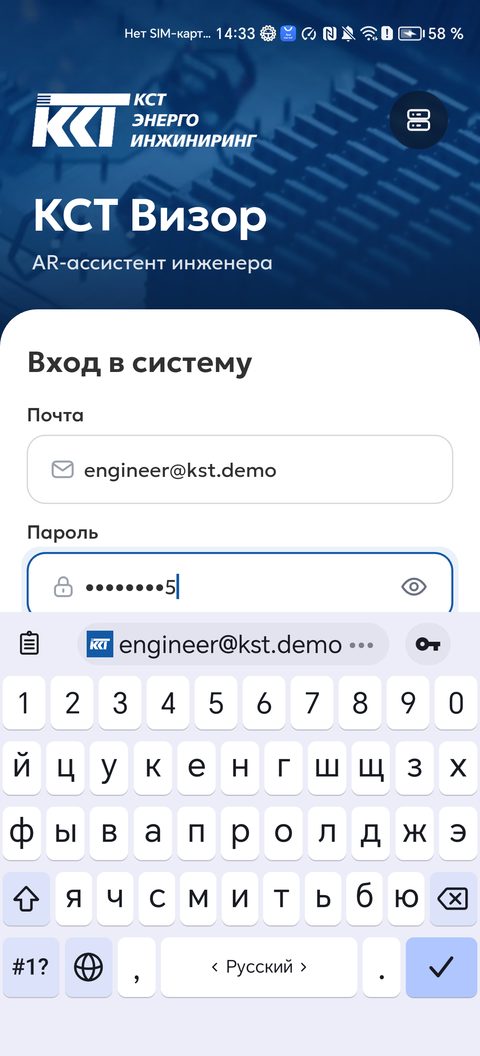 Нет SIM-карт... 14:33 58 %
КСТ
ЭНЕРГО
ИНЖИНИРИНГ
КСТ Визор
AR-ассистент инженера
Вход в систему
Почта
engineer@kst.demo
Пароль
••••••••5
ККТ engineer@kst.demo •••
1 2 3 4 5 6 7 8 9 0
й ц у к е н г ш щ з х
ф ы в а п р о л д ж э
я ч с м и т ь б ю
#1? , < Русский > .